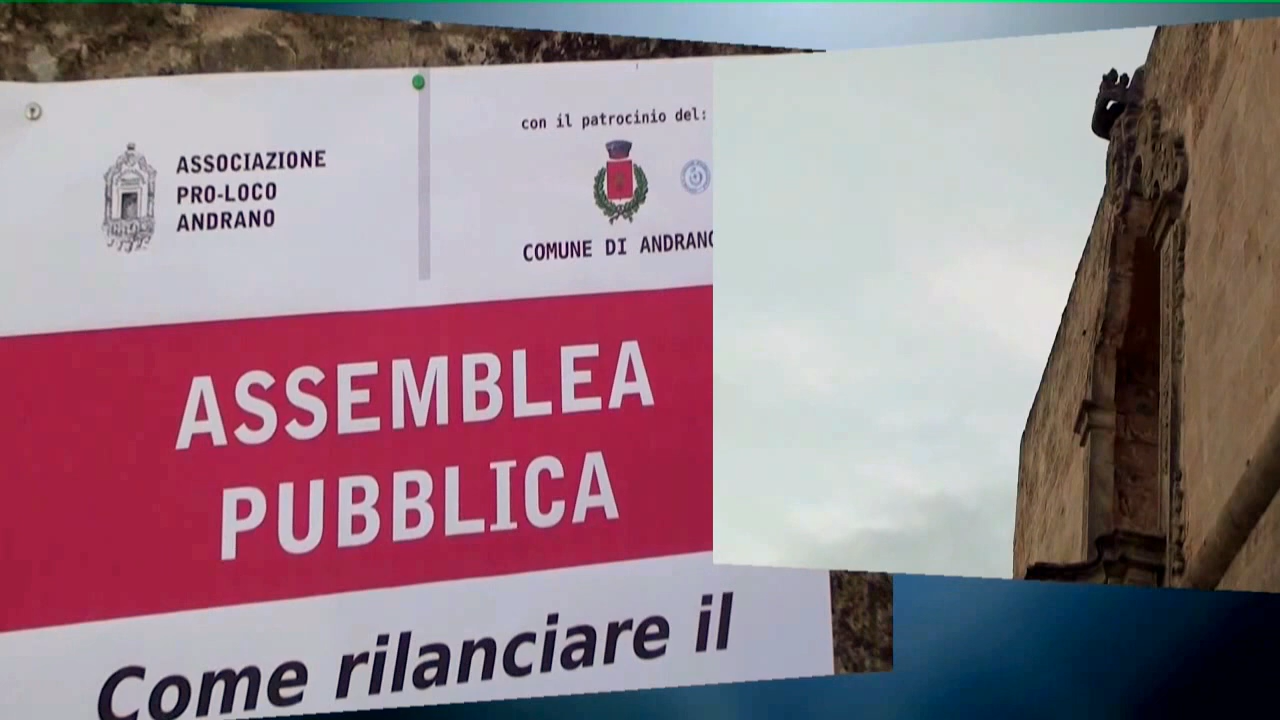 ASSOCIAZIONE
PRO-LOCO
ANDRANO
con il patrocinio del:
COMUNE DI ANDRANO
ASSEMBLEA
PUBBLICA
Come rilanciare il